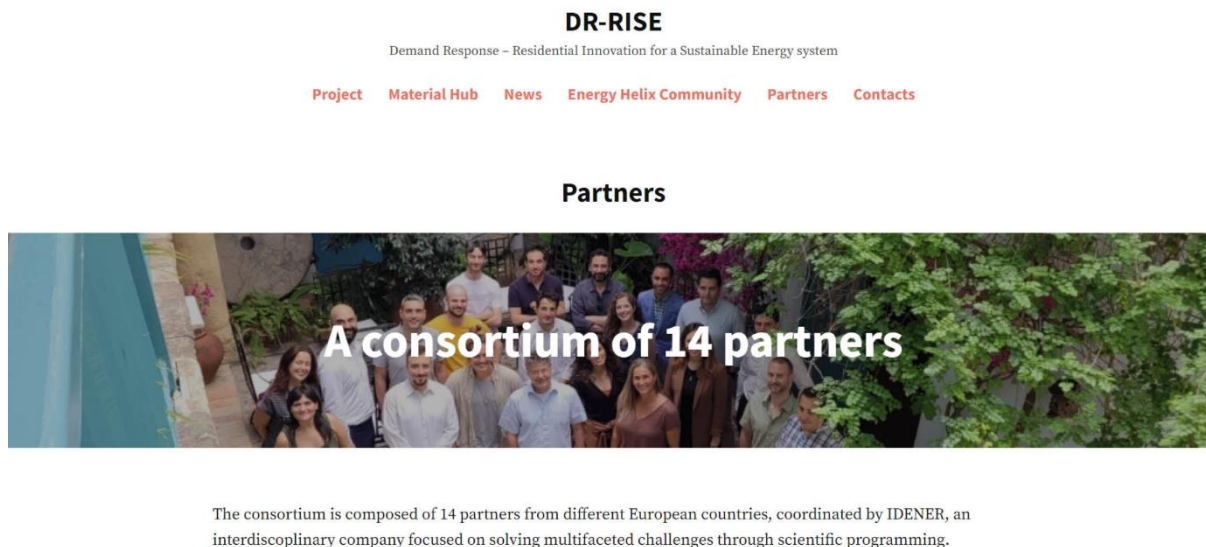 DR-RISE
Demand Response – Residential Innovation for a Sustainable Energy system
Project Material Hub News Energy Helix Community Partners Contacts
Partners
A consortium of 14 partners
The consortium is composed of 14 partners from different European countries, coordinated by IDENER, an
interdiscoplinary company focused on solving multifaceted challenges through scientific programming.